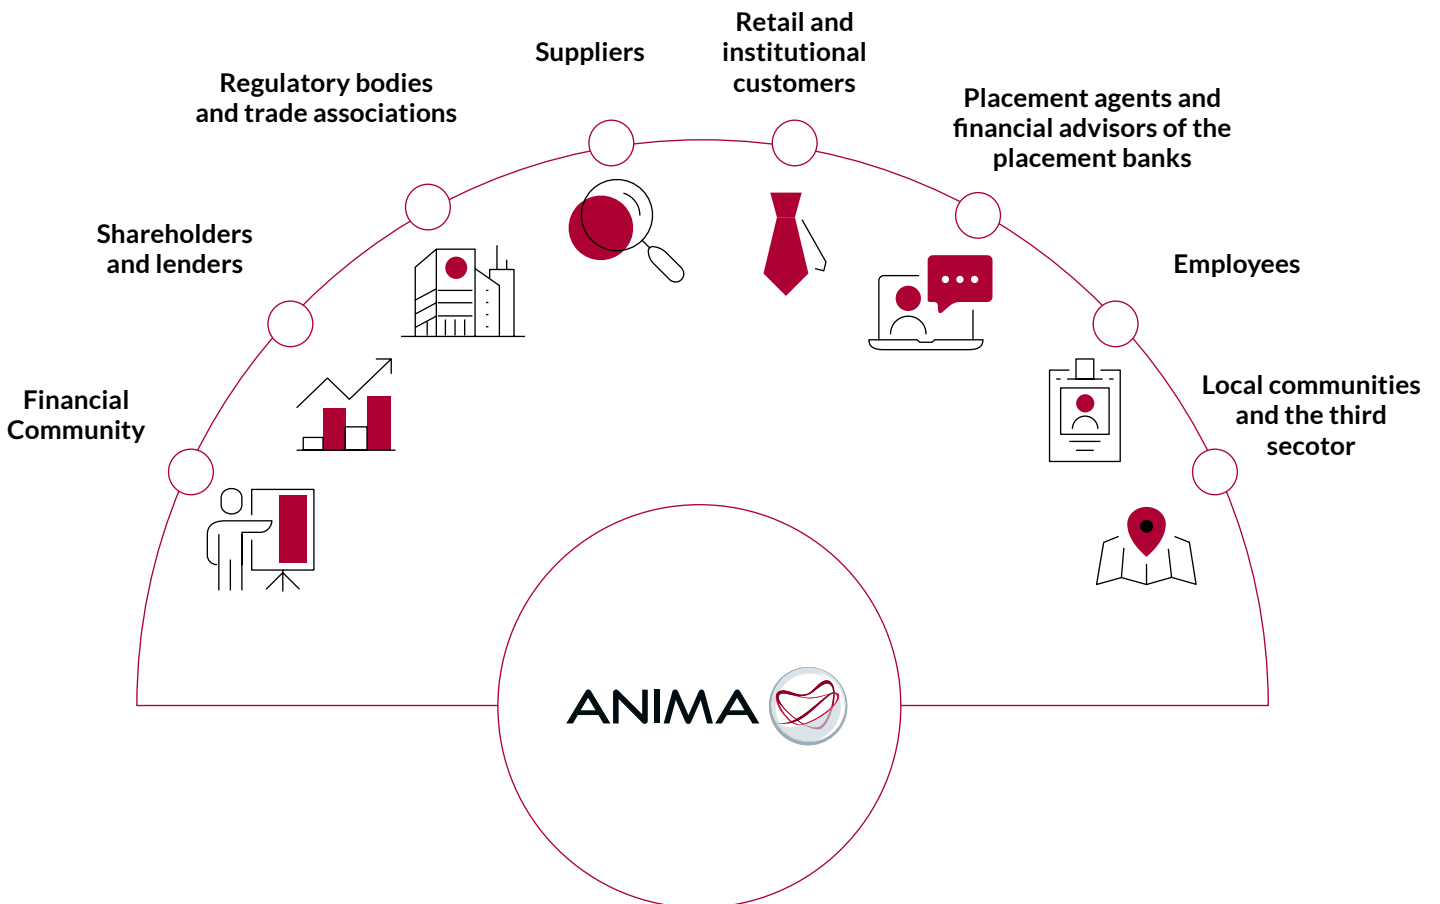 Financial
Community
Shareholders
and lenders
Regulatory bodies
and trade associations
Suppliers
Retail and
institutional
customers
Placement agents and
financial advisors of the
placement banks
Employees
Local communities
and the third
secotor
ANIMA